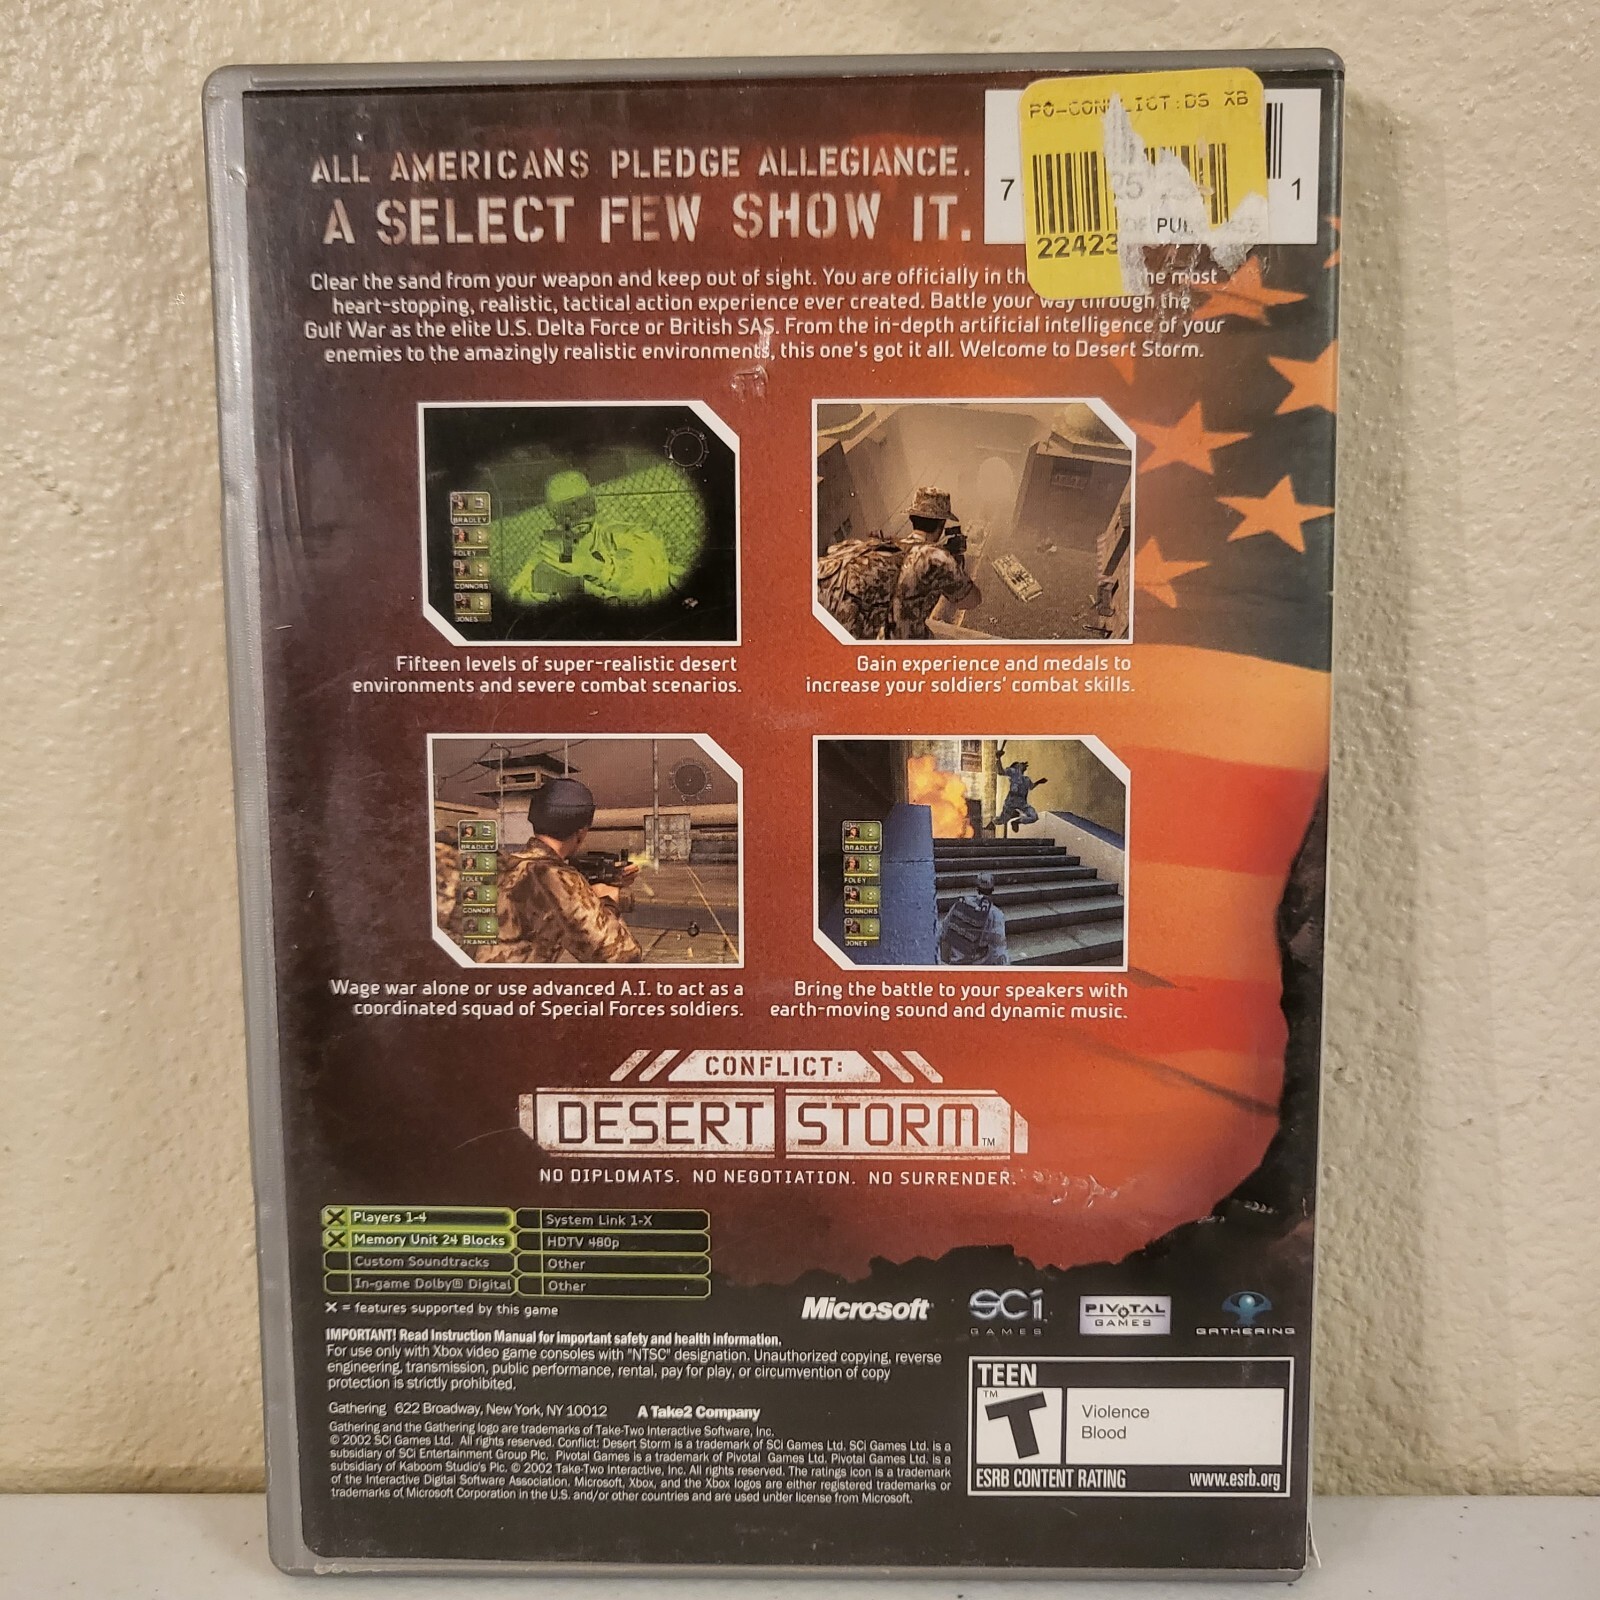 PO-CONFLICT:DS XB
7
1
22423
ALL AMERICANS PLEDGE ALLEGIANCE.
A SELECT FEW SHOW IT.
Clear the sand from your weapon and keep out of sight. You are officially in the most
heart-stopping, realistic, tactical action experience ever created. Battle your way through the
Gulf War as the elite U.S. Delta Force or British SAS. From the in-depth artificial intelligence of your
enemies to the amazingly realistic environments, this one's got it all. Welcome to Desert Storm.
BRADLEY
FOLEY
CONNORS
JONES
Fifteen levels of super-realistic desert
environments and severe combat scenarios.
Gain experience and medals to
increase your soldiers' combat skills.
BRADLEY
FOLEY
CONNORS
FRANKLIN
BRADLEY
FOLEY
CONNORS
JONES
Wage war alone or use advanced A.I. to act as a
coordinated squad of Special Forces soldiers.
Bring the battle to your speakers with
earth-moving sound and dynamic music.
CONFLICT:
DESERT STORM™
NO DIPLOMATS. NO NEGOTIATION. NO SURRENDER.
X Players 1-4
X Memory Unit 24 Blocks
Custom Soundtracks
In-game Dolby® Digital
System Link 1-X
HDTV 480p
Other
Other
X = features supported by this game
Microsoft
SCi GAMES
PIVOTAL GAMES
GATHERING
IMPORTANT! Read Instruction Manual for important safety and health information.
For use only with Xbox video game consoles with "NTSC" designation. Unauthorized copying, reverse
engineering, transmission, public performance, rental, pay for play, or circumvention of copy
protection is strictly prohibited.
Gathering 622 Broadway, New York, NY 10012 A Take2 Company
Gathering and the Gathering logo are trademarks of Take-Two Interactive Software, Inc.
© 2002 SCi Games Ltd. All rights reserved. Conflict: Desert Storm is a trademark of SCi Games Ltd. SCi Games Ltd. is a
subsidiary of SCi Entertainment Group Plc. Pivotal Games is a trademark of Pivotal Games Ltd. Pivotal Games Ltd. is a
subsidiary of Kaboom Studio's Plc. © 2002 Take-Two Interactive, Inc. All rights reserved. The ratings icon is a trademark
of the Interactive Digital Software Association. Microsoft, Xbox, and the Xbox logos are either registered trademarks or
trademarks of Microsoft Corporation in the U.S. and/or other countries and are used under license from Microsoft.
TEEN
T™
Violence
Blood
ESRB CONTENT RATING www.esrb.org